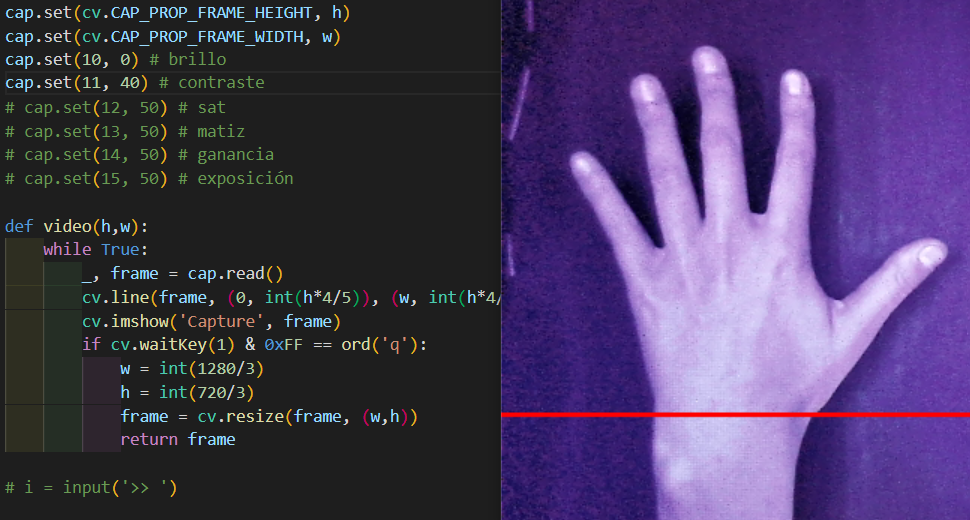 cap.set(cv.CAP_PROP_FRAME_HEIGHT, h)
cap.set(cv.CAP_PROP_FRAME_WIDTH, w)
cap.set(10, 0) # brillo
cap.set(11, 40) # contraste
# cap.set(12, 50) # sat
# cap.set(13, 50) # matiz
# cap.set(14, 50) # ganancia
# cap.set(15, 50) # exposición
def video(h,w):
    while True:
        _, frame = cap.read()
        cv.line(frame, (0, int(h*4/5)), (w, int(h*4/
        cv.imshow('Capture', frame)
        if cv.waitKey(1) & 0xFF == ord('q'):
            w = int(1280/3)
            h = int(720/3)
            frame = cv.resize(frame, (w,h))
            return frame
# i = input('>> ')